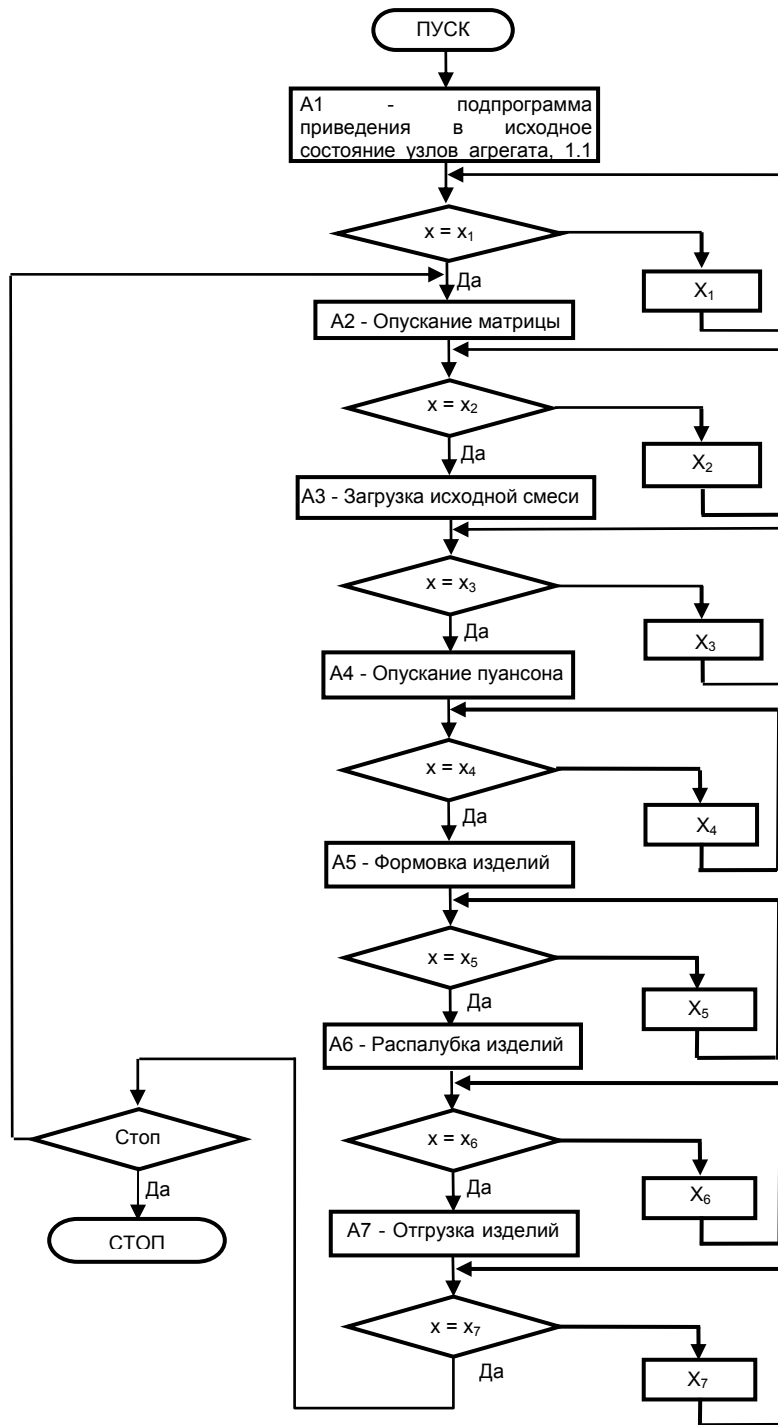 ПУСК
А1 - подпрограмма
приведения в исходное
состояние узлов агрегата, 1.1
x = x₁
Да
X₁
А2 - Опускание матрицы
x = x₂
Да
X₂
А3 - Загрузка исходной смеси
x = x₃
Да
X₃
А4 - Опускание пуансона
x = x₄
Да
X₄
А5 - Формовка изделий
x = x₅
Да
X₅
А6 - Распалубка изделий
Стоп
Да
СТОП
x = x₆
Да
X₆
А7 - Отгрузка изделий
x = x₇
Да
X₇